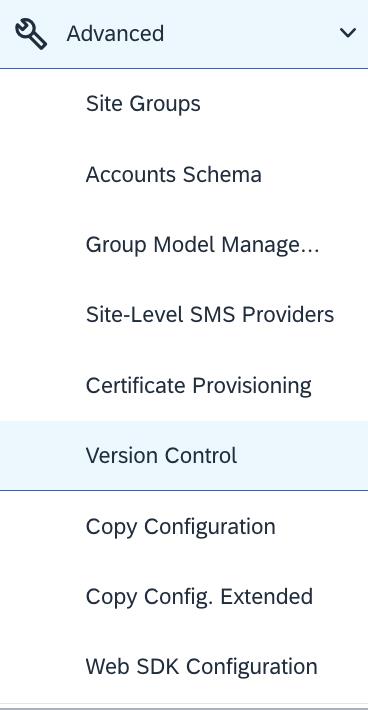 Advanced
Site Groups
Accounts Schema
Group Model Manage...
Site-Level SMS Providers
Certificate Provisioning
Version Control
Copy Configuration
Copy Config. Extended
Web SDK Configuration